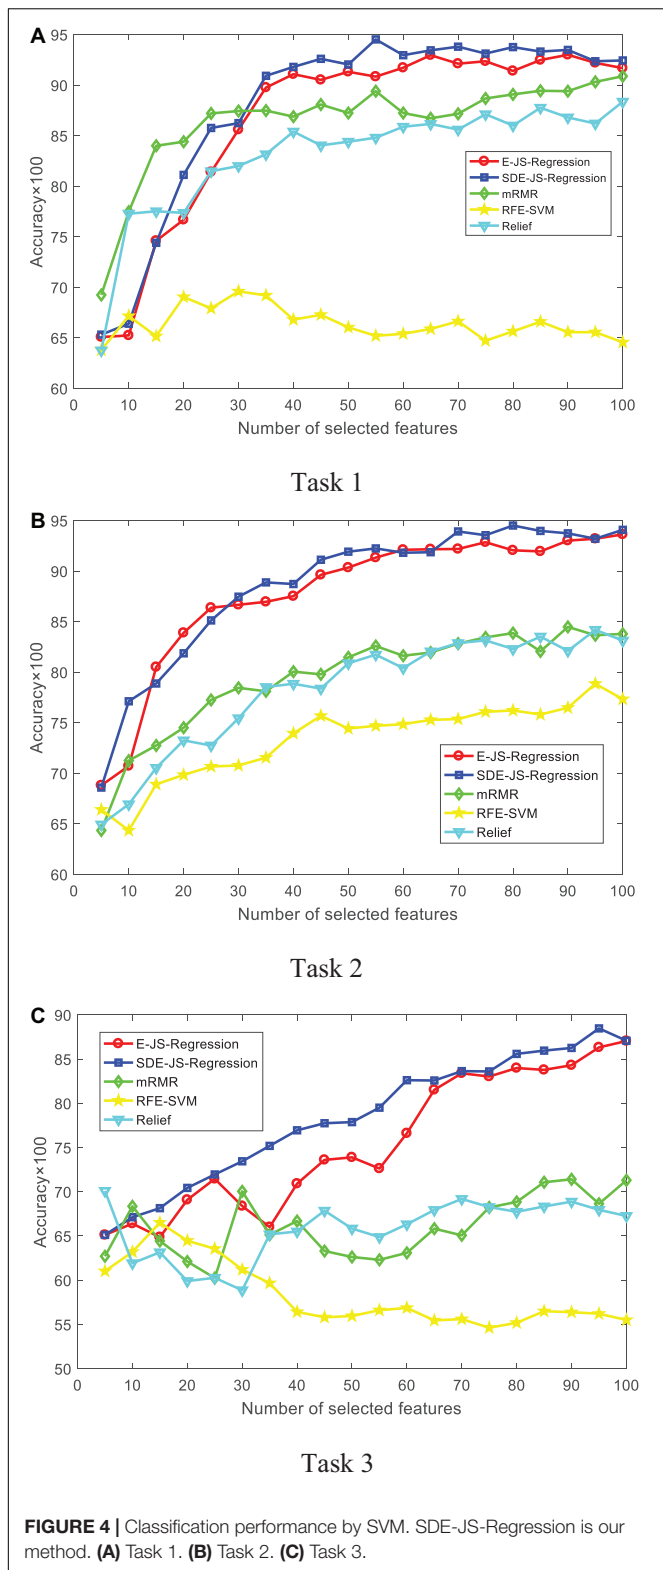 A
95
90
85
80
75
70
65
60
Accuracy×100
E-JS-Regression
SDE-JS-Regression
mRMR
RFE-SVM
Relief
0 10 20 30 40 50 60 70 80 90 100
Number of selected features
Task 1
B
95
90
85
80
75
70
65
60
Accuracy×100
E-JS-Regression
SDE-JS-Regression
mRMR
RFE-SVM
Relief
0 10 20 30 40 50 60 70 80 90 100
Number of selected features
Task 2
C
90
85
80
75
70
65
60
55
50
Accuracy×100
E-JS-Regression
SDE-JS-Regression
mRMR
RFE-SVM
Relief
0 10 20 30 40 50 60 70 80 90 100
Number of selected features
Task 3
FIGURE 4 | Classification performance by SVM. SDE-JS-Regression is our
method. (A) Task 1. (B) Task 2. (C) Task 3.